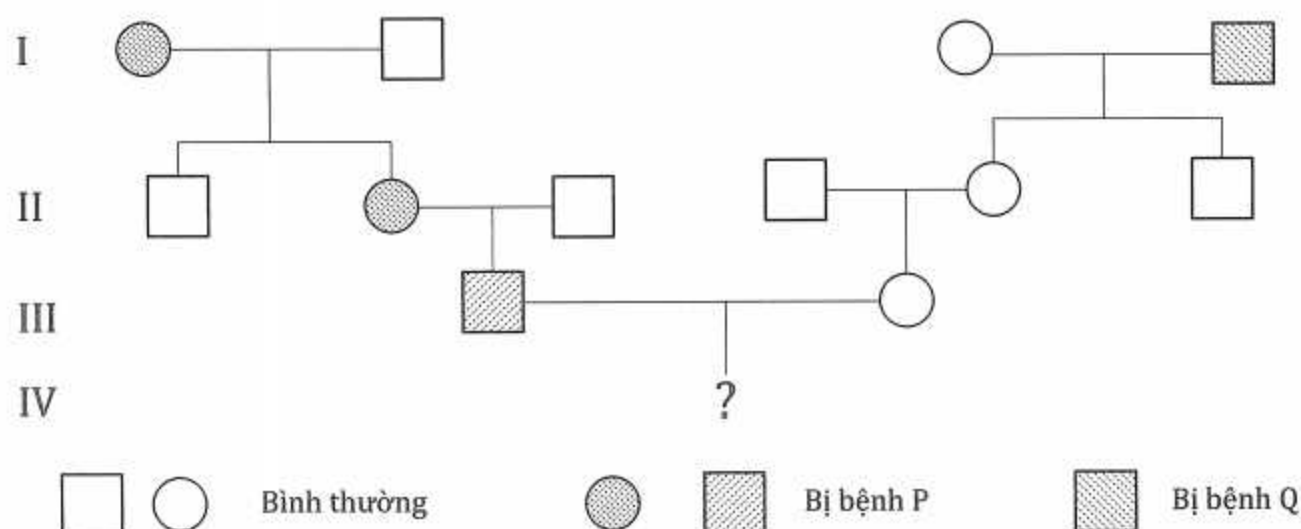 I
II
III
IV
?
Bình thường
Bị bệnh P
Bị bệnh Q